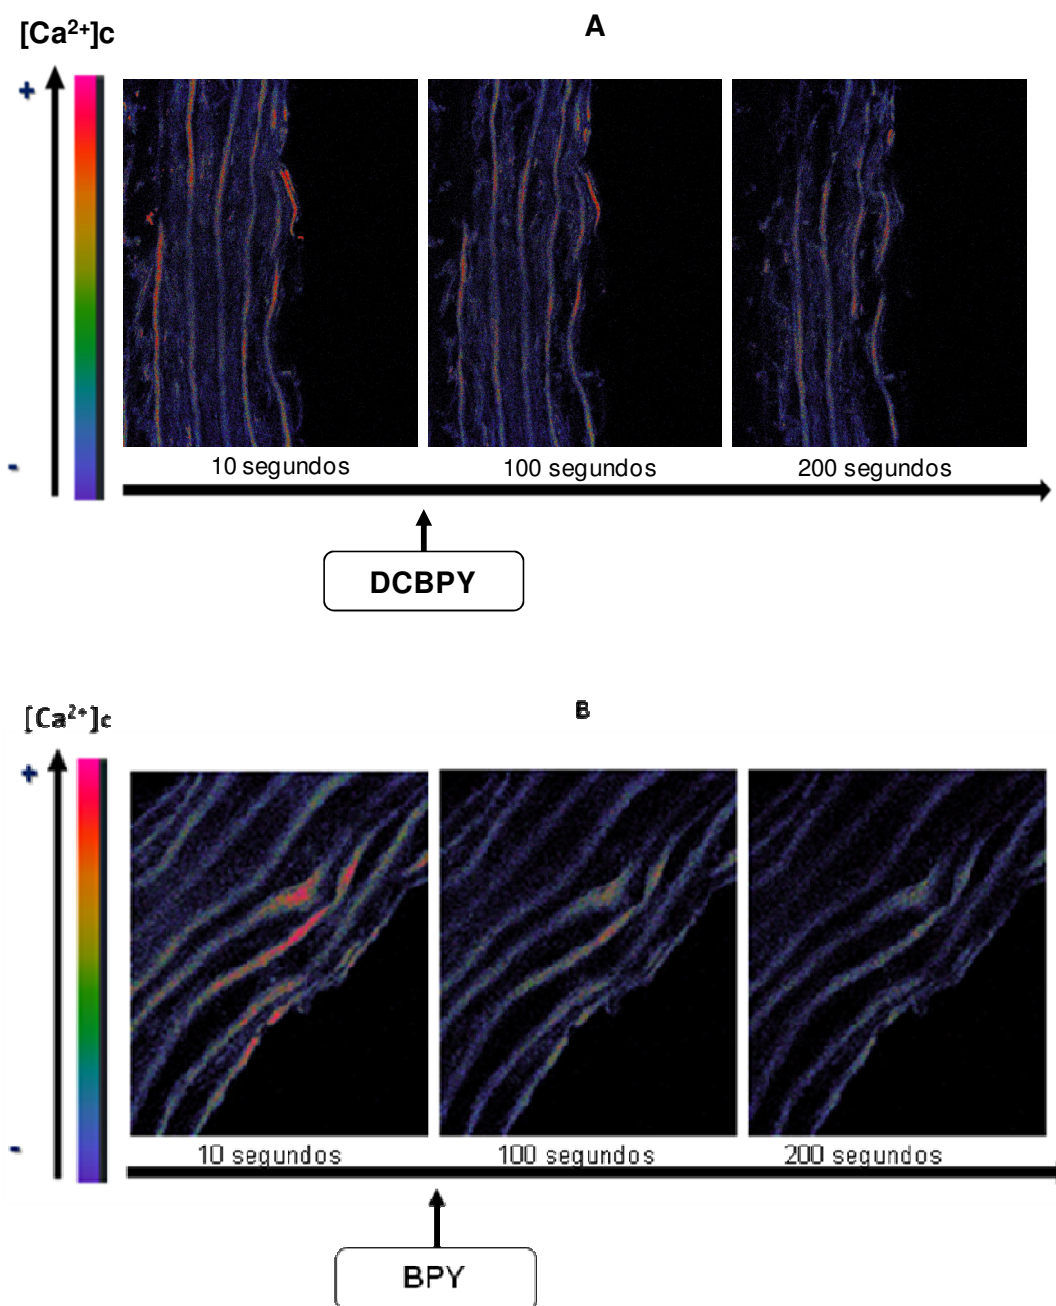 A
[Ca²⁺]c
+
-
10 segundos
100 segundos
200 segundos
DCBPY
B
[Ca²⁺]c
+
-
10 segundos
100 segundos
200 segundos
BPY